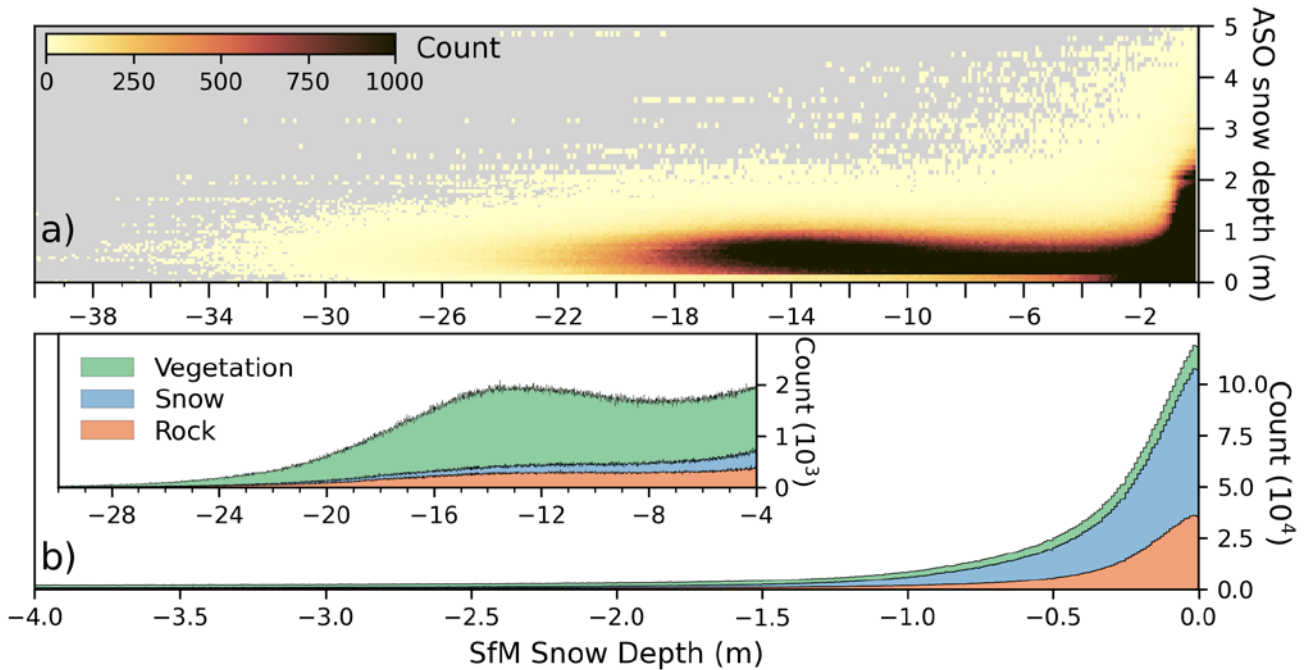 Count
0 250 500 750 1000
ASO snow depth (m)
5
4
3
2
1
0
a)
−38 −34 −30 −26 −22 −18 −14 −10 −6 −2
Vegetation
Snow
Rock
Count (10³)
2
1
0
−28 −24 −20 −16 −12 −8 −4
b)
Count (10⁴)
10.0
7.5
5.0
2.5
0.0
−4.0 −3.5 −3.0 −2.5 −2.0 −1.5 −1.0 −0.5 0.0
SfM Snow Depth (m)